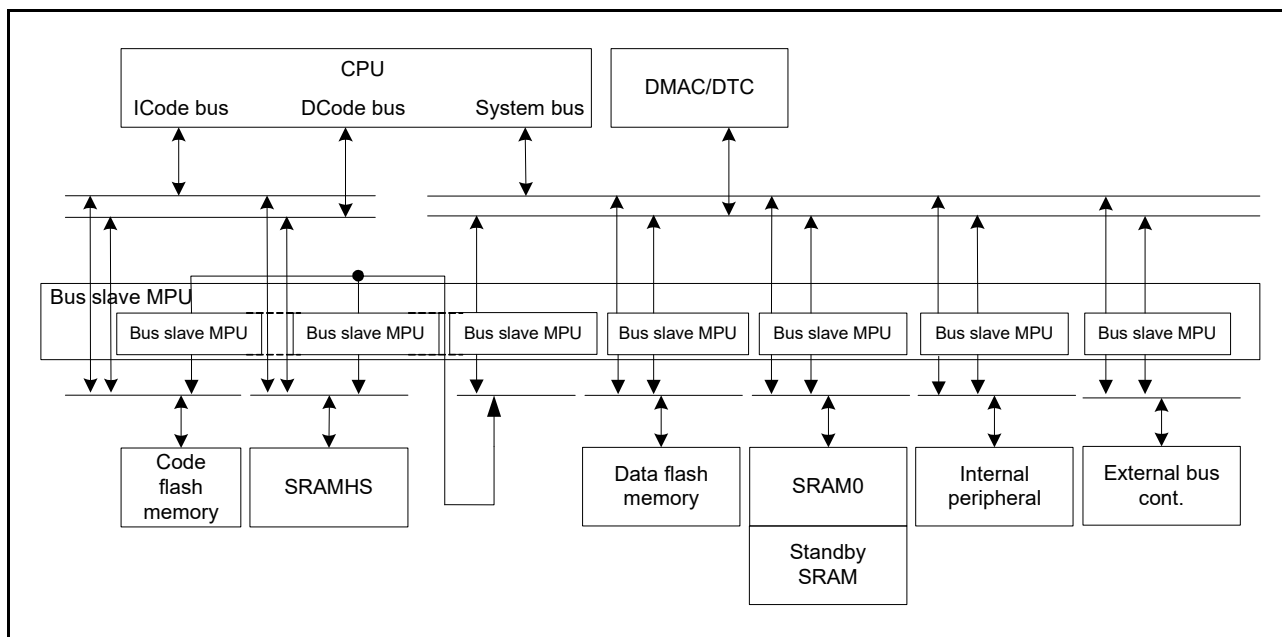 CPU
DMAC/DTC
ICode bus
DCode bus
System bus
Bus slave MPU
Bus slave MPU
Bus slave MPU
Bus slave MPU
Bus slave MPU
Bus slave MPU
Bus slave MPU
Bus slave MPU
Code
flash
memory
SRAMHS
Data flash
memory
SRAM0
Standby
SRAM
Internal
peripheral
External bus
cont.